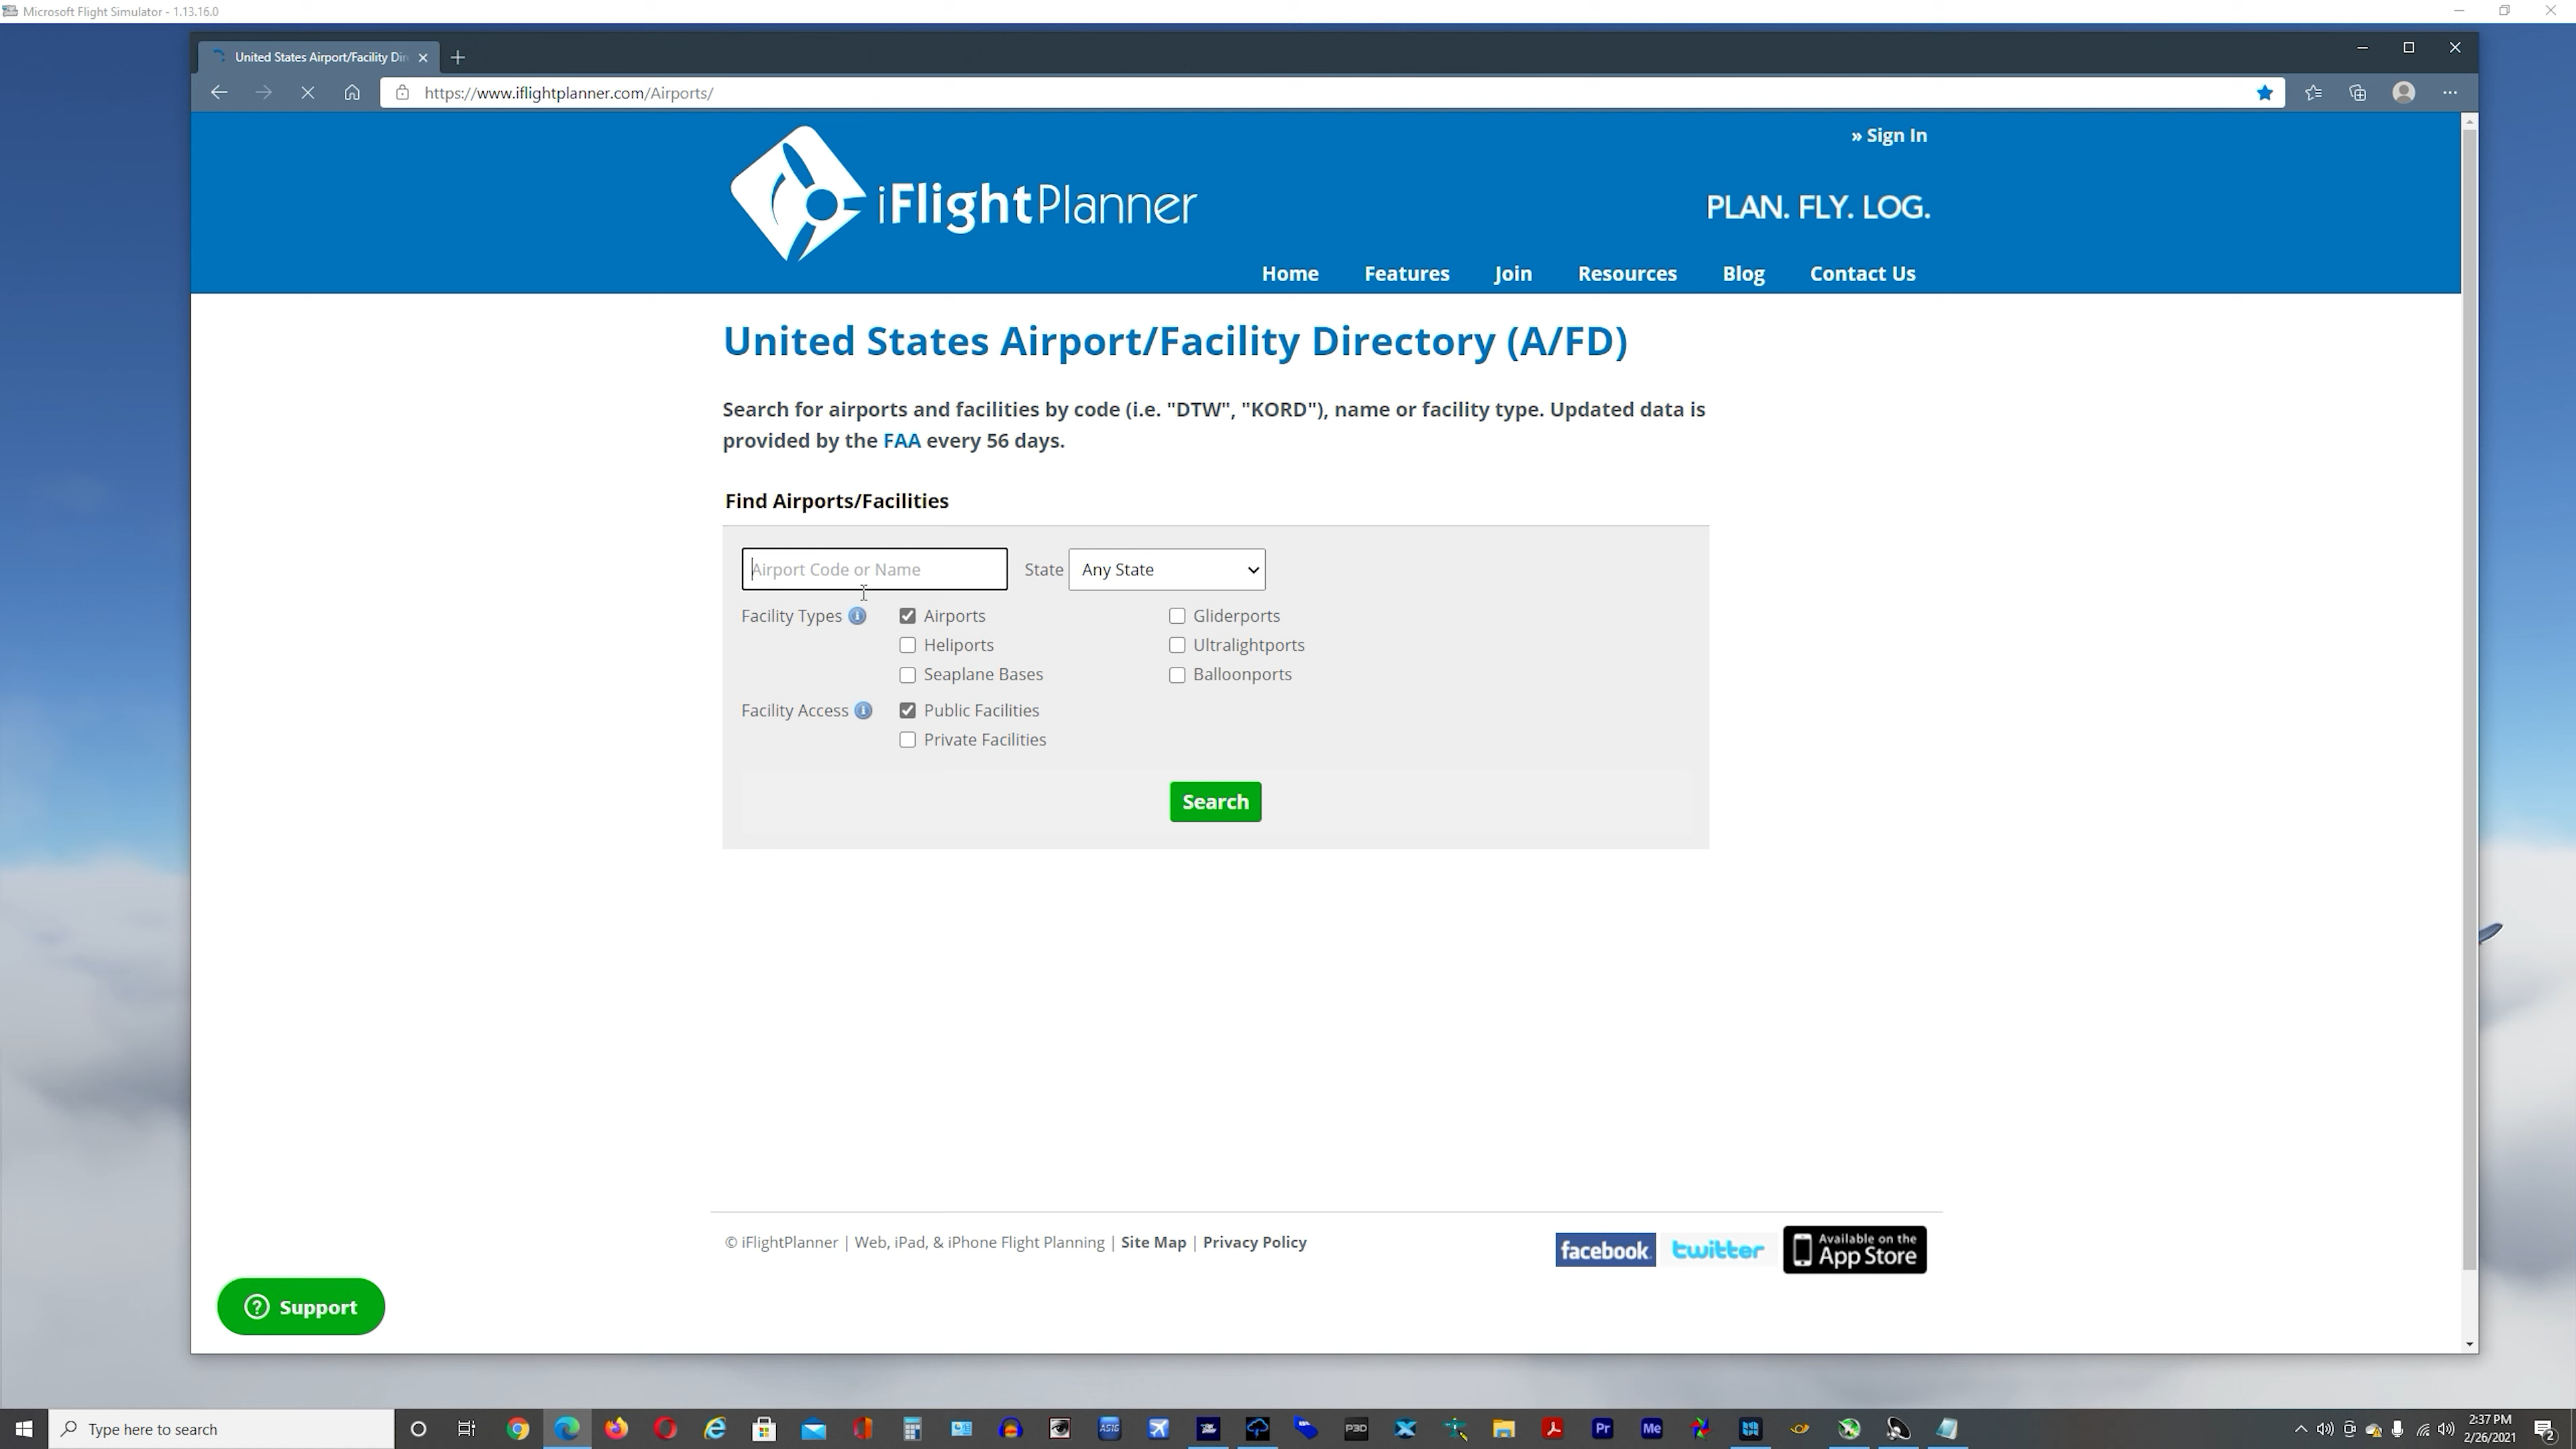 Microsoft Flight Simulator - 1.13.16.0
United States Airport/Facility Dir
https://www.iflightplanner.com/Airports/
» Sign In
iFlightPlanner
PLAN. FLY. LOG.
Home Features Join Resources Blog Contact Us
United States Airport/Facility Directory (A/FD)
Search for airports and facilities by code (i.e. "DTW", "KORD"), name or facility type. Updated data is
provided by the FAA every 56 days.
Find Airports/Facilities
Airport Code or Name State Any State
Facility Types Airports Gliderports
Heliports Ultralightports
Seaplane Bases Balloonports
Facility Access Public Facilities
Private Facilities
Search
© iFlightPlanner | Web, iPad, & iPhone Flight Planning | Site Map | Privacy Policy
facebook twitter Available on the
App Store
Support
Type here to search
AS16 P3D Pr Me
2:37 PM
2/26/2021
2